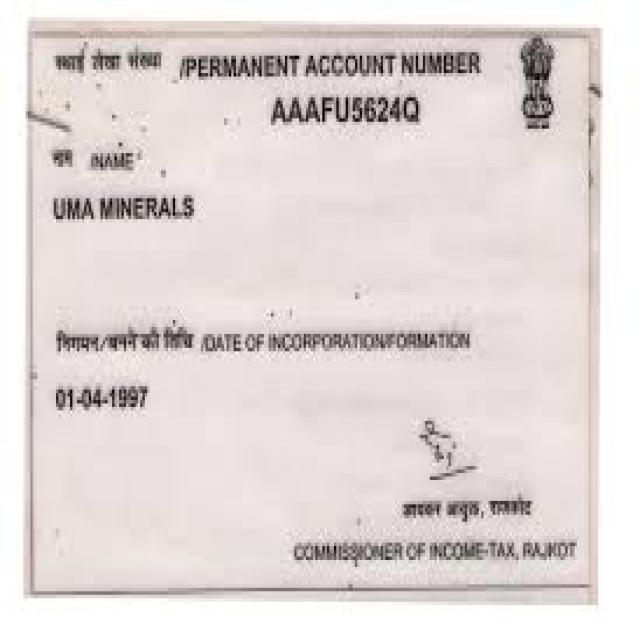 स्थाई लेखा संख्या /PERMANENT ACCOUNT NUMBER
AAAFU5624Q
नाम /NAME
UMA MINERALS
निगमन/बनने की तिथि /DATE OF INCORPORATION/FORMATION
01-04-1997
आयकर आयुक्त, राजकोट
COMMISSIONER OF INCOME-TAX, RAJKOT